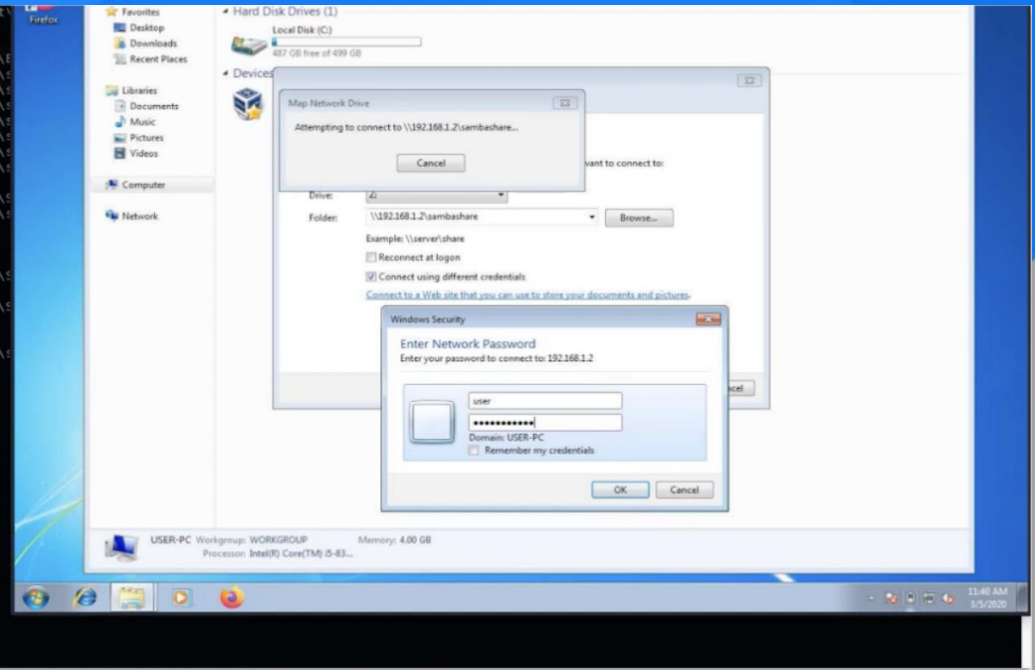 Firefox
Favorites
Desktop
Downloads
Recent Places
Libraries
Documents
Music
Pictures
Videos
Computer
Network
Hard Disk Drives (1)
Local Disk (C:)
487 GB free of 499 GB
Devices
Map Network Drive
Attempting to connect to \\192.168.1.2\sambashare...
Cancel
want to connect to:
Drive: Z:
Folder: \\192.168.1.2\sambashare Browse...
Example: \\server\share
Reconnect at logon
Connect using different credentials
Connect to a Web site that you can use to store your documents and pictures.
Windows Security
Enter Network Password
Enter your password to connect to: 192.168.1.2
user
•••••••••••
Domain: USER-PC
Remember my credentials
OK Cancel
ncel
USER-PC Workgroup: WORKGROUP Memory: 4.00 GB
Processor: Intel(R) Core(TM) i5-83...
11:40 AM
3/5/2020